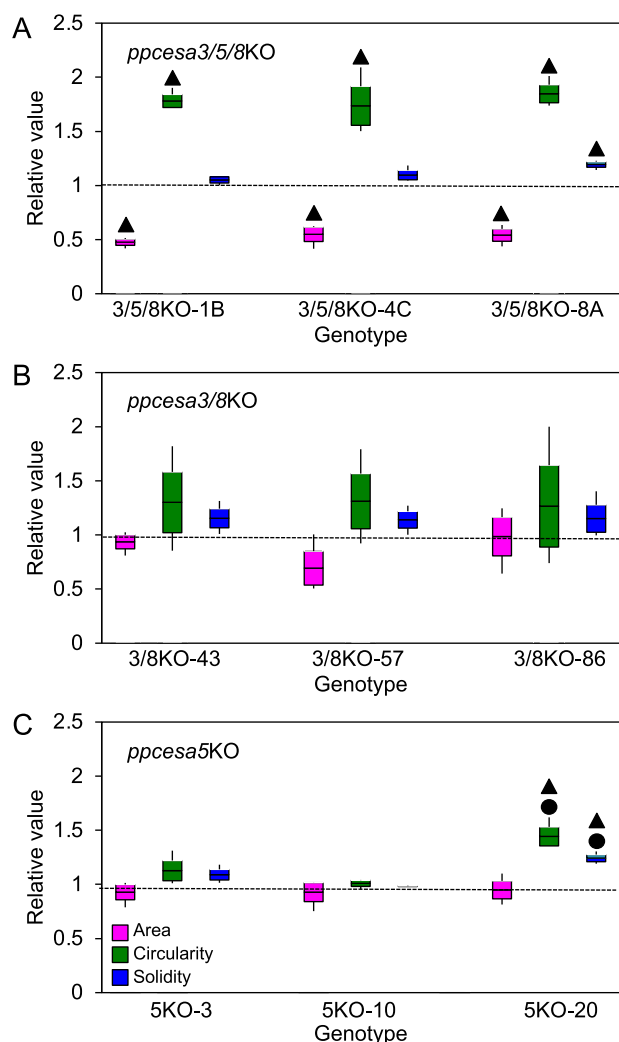 A
ppcesa3/5/8KO
Relative value
2.5
2
1.5
1
0.5
0
3/5/8KO-1B 3/5/8KO-4C 3/5/8KO-8A
Genotype
B
ppcesa3/8KO
Relative value
2.5
2
1.5
1
0.5
0
3/8KO-43 3/8KO-57 3/8KO-86
Genotype
C
ppcesa5KO
Relative value
2.5
2
1.5
1
0.5
0
Area
Circularity
Solidity
5KO-3 5KO-10 5KO-20
Genotype